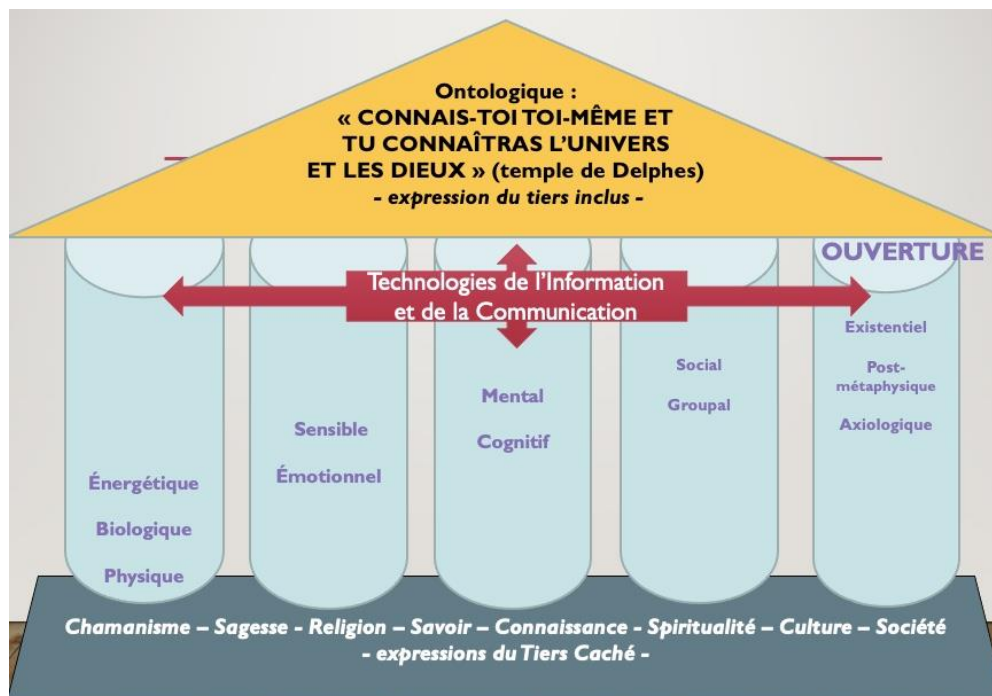 Ontologique :
« CONNAIS-TOI TOI-MÊME ET
TU CONNAÎTRAS L'UNIVERS
ET LES DIEUX » (temple de Delphes)
- expression du tiers inclus -
OUVERTURE
Technologies de l'Information
et de la Communication
Énergétique
Biologique
Physique
Sensible
Émotionnel
Mental
Cognitif
Social
Groupal
Existentiel
Post-
métaphysique
Axiologique
Chamanisme – Sagesse - Religion – Savoir – Connaissance - Spiritualité – Culture – Société
- expressions du Tiers Caché -